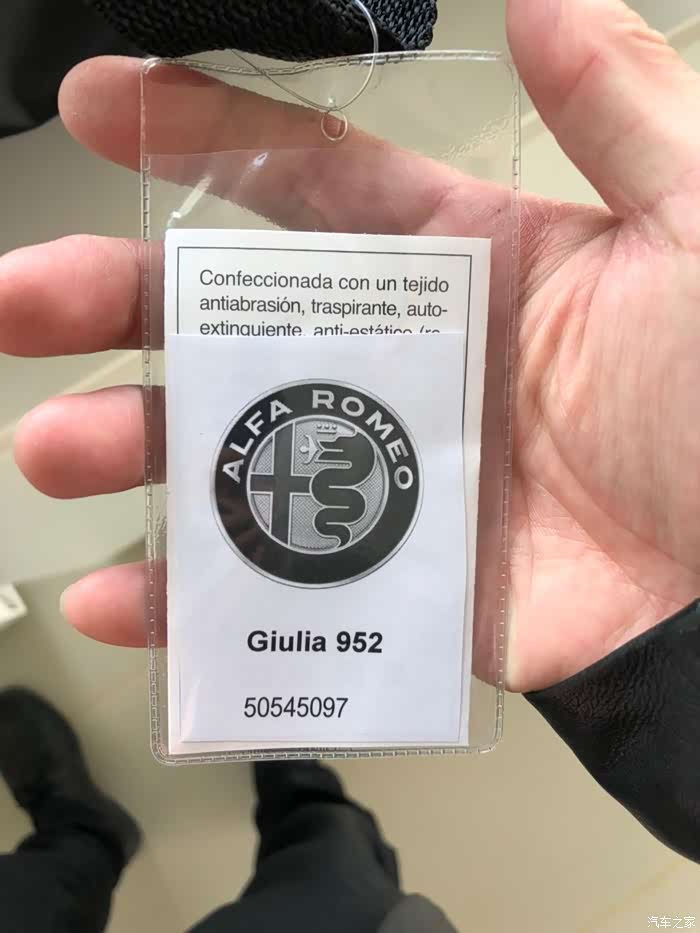 Confeccionada con un tejido
antiabrasión, traspirante, auto-
extinguiente, anti-estático (re-
ALFA ROMEO
Giulia 952
50545097
汽车之家